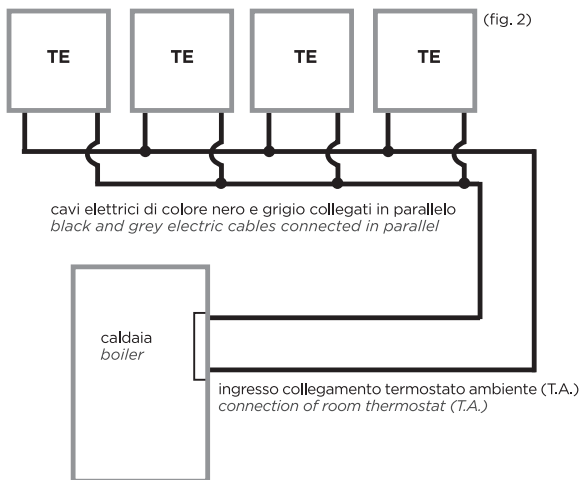 (fig. 2)
TE TE TE TE
cavi elettrici di colore nero e grigio collegati in parallelo
black and grey electric cables connected in parallel
caldaia
boiler
ingresso collegamento termostato ambiente (T.A.)
connection of room thermostat (T.A.)